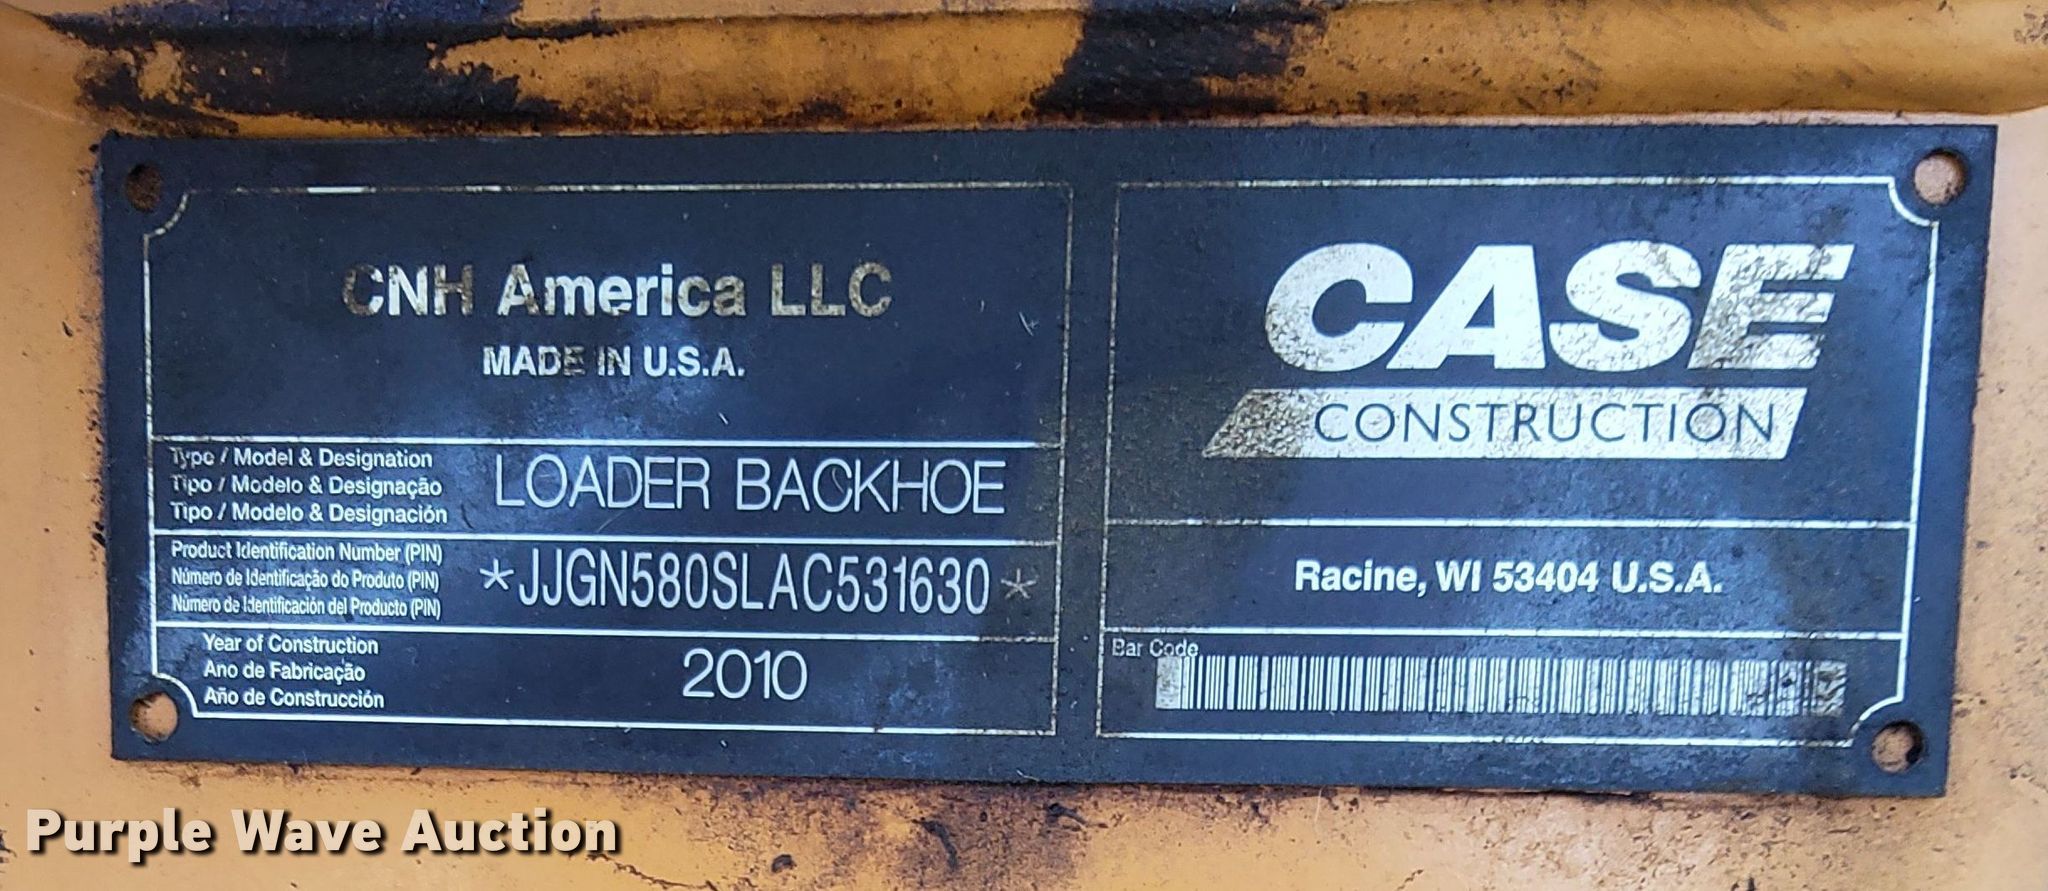 CNH America LLC
MADE IN U.S.A.
Type / Model & Designation
Tipo / Modelo & Designação
Tipo / Modelo & Designación
LOADER BACKHOE
Product Identification Number (PIN)
Número de Identificação do Produto (PIN)
Número de Identificación del Producto (PIN)
*JJGN580SLAC531630*
Year of Construction
Ano de Fabricação
Año de Construcción
2010
CASE
CONSTRUCTION
Racine, WI 53404 U.S.A.
Bar Code
Purple Wave Auction